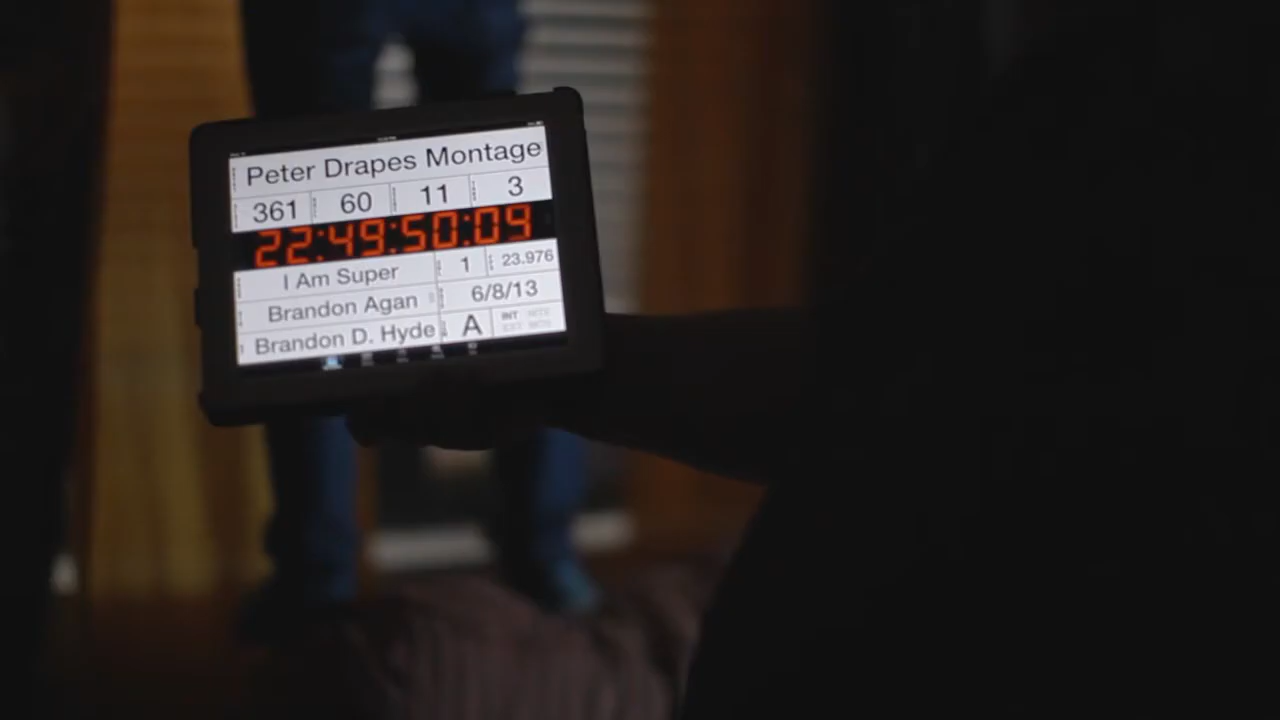 Peter Drapes Montage
361 60 11 3
22:49:50:09
I Am Super 1 23.976
Brandon Agan 6/8/13
Brandon D. Hyde A INT